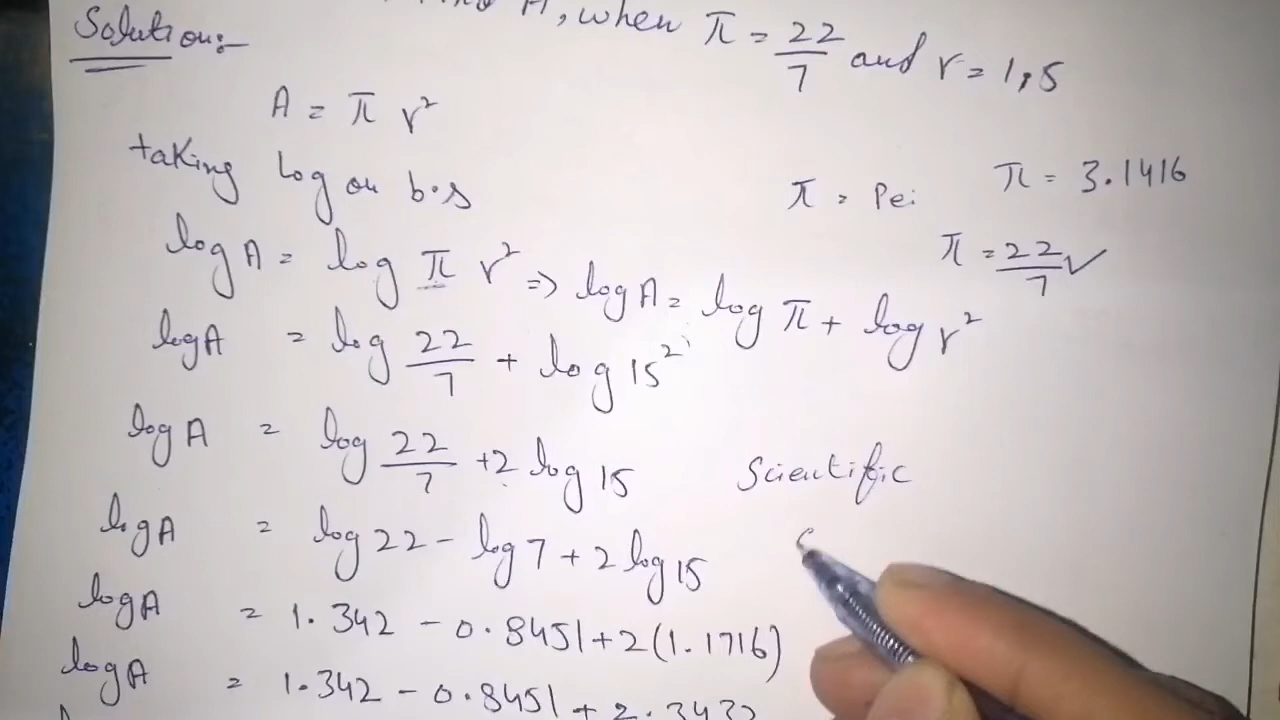 A, when π = 22/7 and r = 1,5
Solution:-
A = π r²
taking log on b.s
π = Pei π = 3.1416
π = 22/7 ✓
log A = log π r² => log A = log π + log r²
log A = log 22/7 + log 15²
log A = log 22/7 + 2 log 15
Scientific
log A = log 22 - log 7 + 2 log 15
log A = 1.342 - 0.8451 + 2(1.1716)
log A = 1.342 - 0.8451 + 2.3432